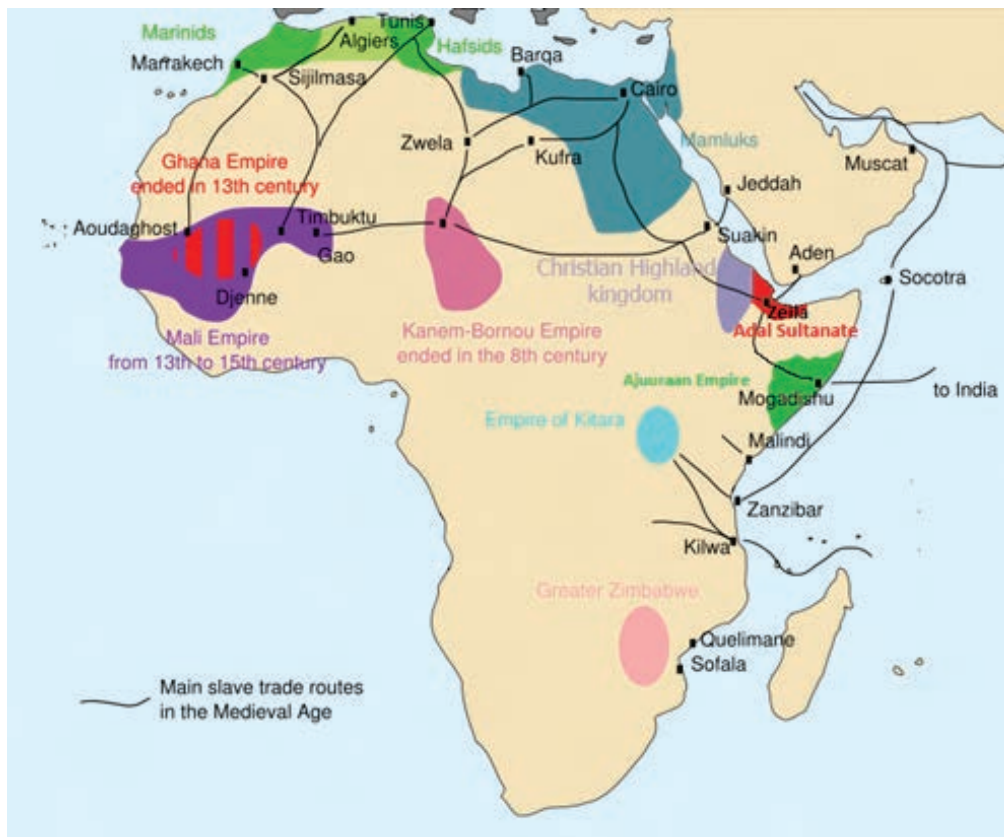 Marinids
Tunis
Algiers
Hafsids
Marrakech
Sijilmasa
Barqa
Cairo
Zwela
Kufra
Mamluks
Muscat
Ghana Empire
ended in 13th century
Jeddah
Aoudaghost
Timbuktu
Gao
Suakin
Aden
Socotra
Djenne
Christian Highland
kingdom
Zeila
Adal Sultanate
Mali Empire
from 13th to 15th century
Kanem-Bornou Empire
ended in the 8th century
Ajuuraan Empire
Mogadishu
to India
Empire of Kitara
Malindi
Zanzibar
Kilwa
Greater Zimbabwe
Quelimane
Sofala
Main slave trade routes
in the Medieval Age